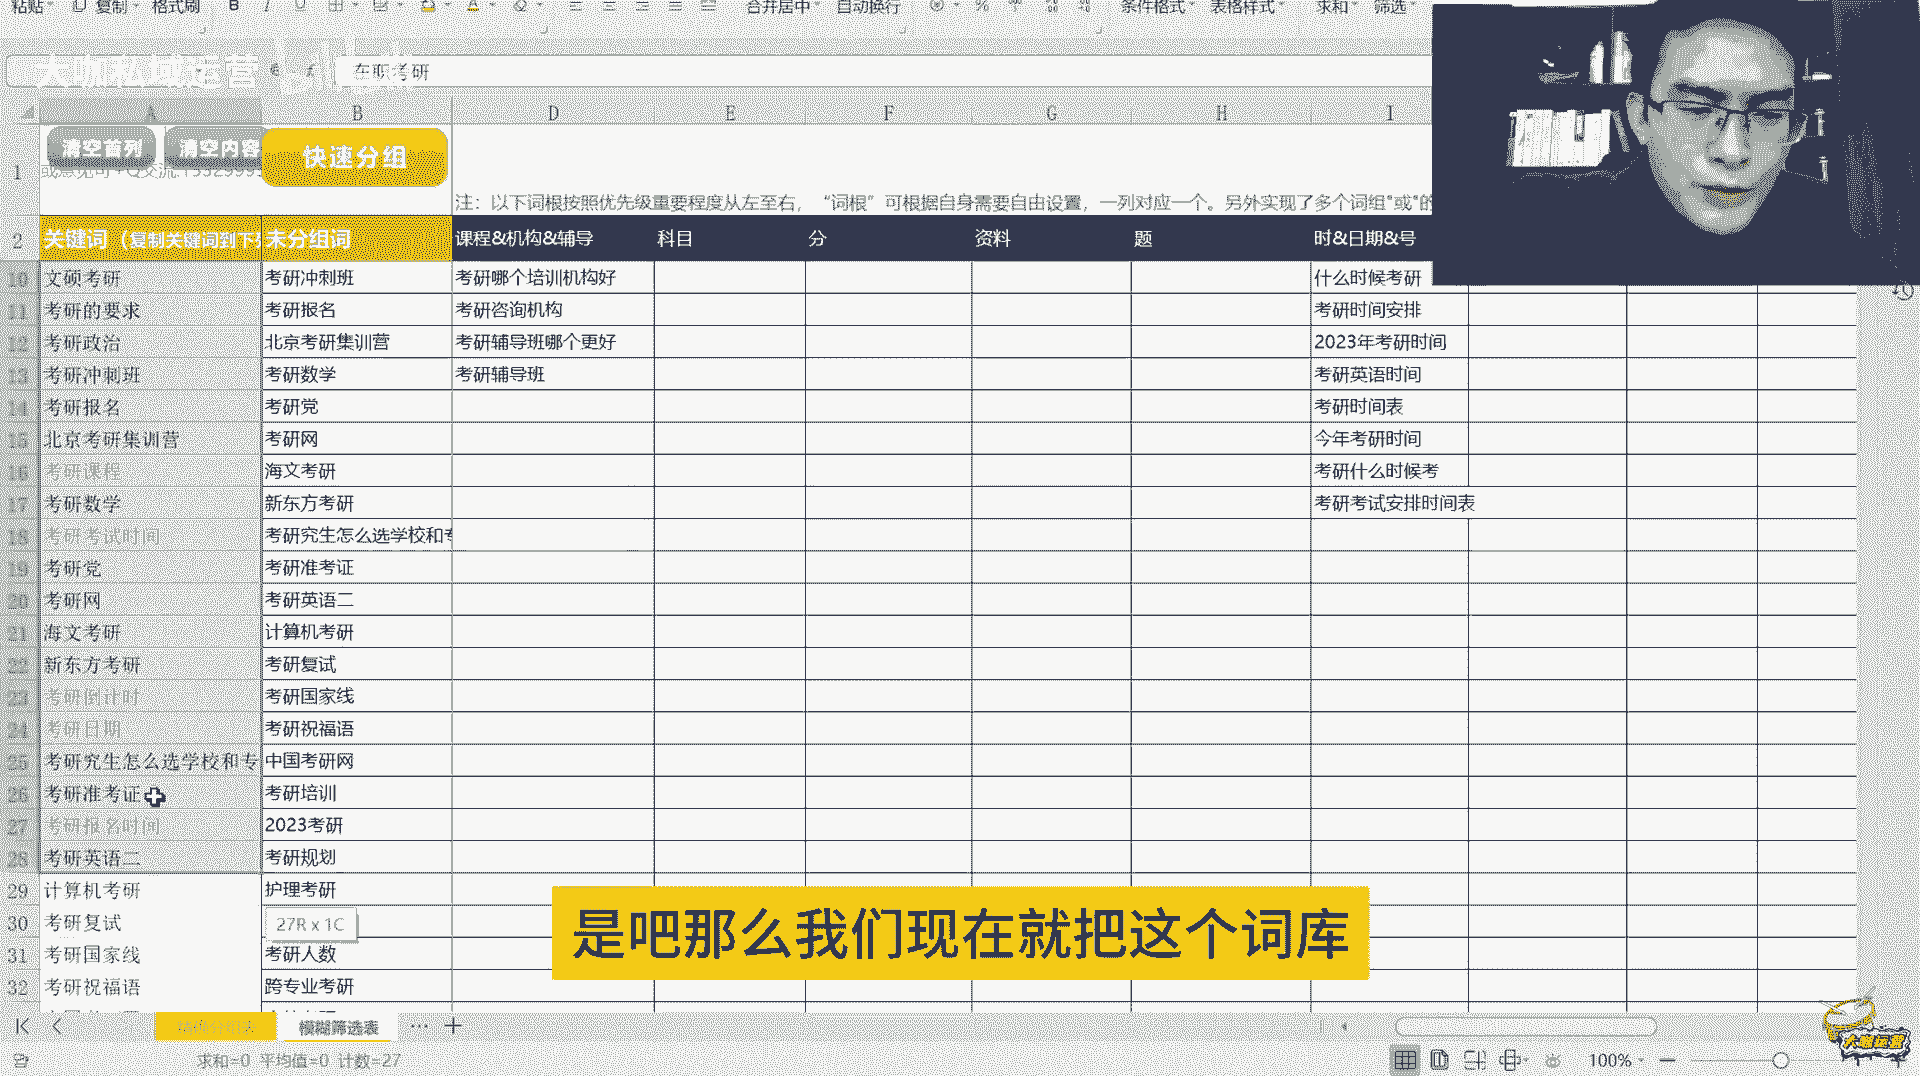 粘贴 复制 格式刷 B I U 合并居中 自动换行 % 条件格式 表格样式 求和 筛选
大咖私域运营 在职考研
A B D E F G H I
清空首列 清空内容 快速分组
1 注：以下词根按照优先级重要程度从左至右，“词根”可根据自身需要自由设置，一列对应一个。另外实现了多个词组"或"的
2 关键词（复制关键词到下列 未分组词 课程&机构&辅导 科目 分 资料 题 时&日期&号
10 文硕考研 考研冲刺班 考研哪个培训机构好 什么时候考研
11 考研的要求 考研报名 考研咨询机构 考研时间安排
12 考研政治 北京考研集训营 考研辅导班哪个更好 2023年考研时间
13 考研冲刺班 考研数学 考研辅导班 考研英语时间
14 考研报名 考研党 考研时间表
15 北京考研集训营 考研网 今年考研时间
16 考研课程 海文考研 考研什么时候考
17 考研数学 新东方考研 考研考试安排时间表
18 考研考试时间 考研究生怎么选学校和专
19 考研党 考研准考证
20 考研网 考研英语二
21 海文考研 计算机考研
22 新东方考研 考研复试
23 考研倒计时 考研国家线
24 考研日期 考研祝福语
25 考研究生怎么选学校和专 中国考研网
26 考研准考证 考研培训
27 考研报名时间 2023考研
28 考研英语二 考研规划
29 计算机考研 护理考研
30 考研复试 27R x 1C
31 考研国家线 考研人数
32 考研祝福语 跨专业考研
是吧那么我们现在就把这个词库
模糊筛选表 ··· +
求和=0 平均值=0 计数=27 100%
大咖运营